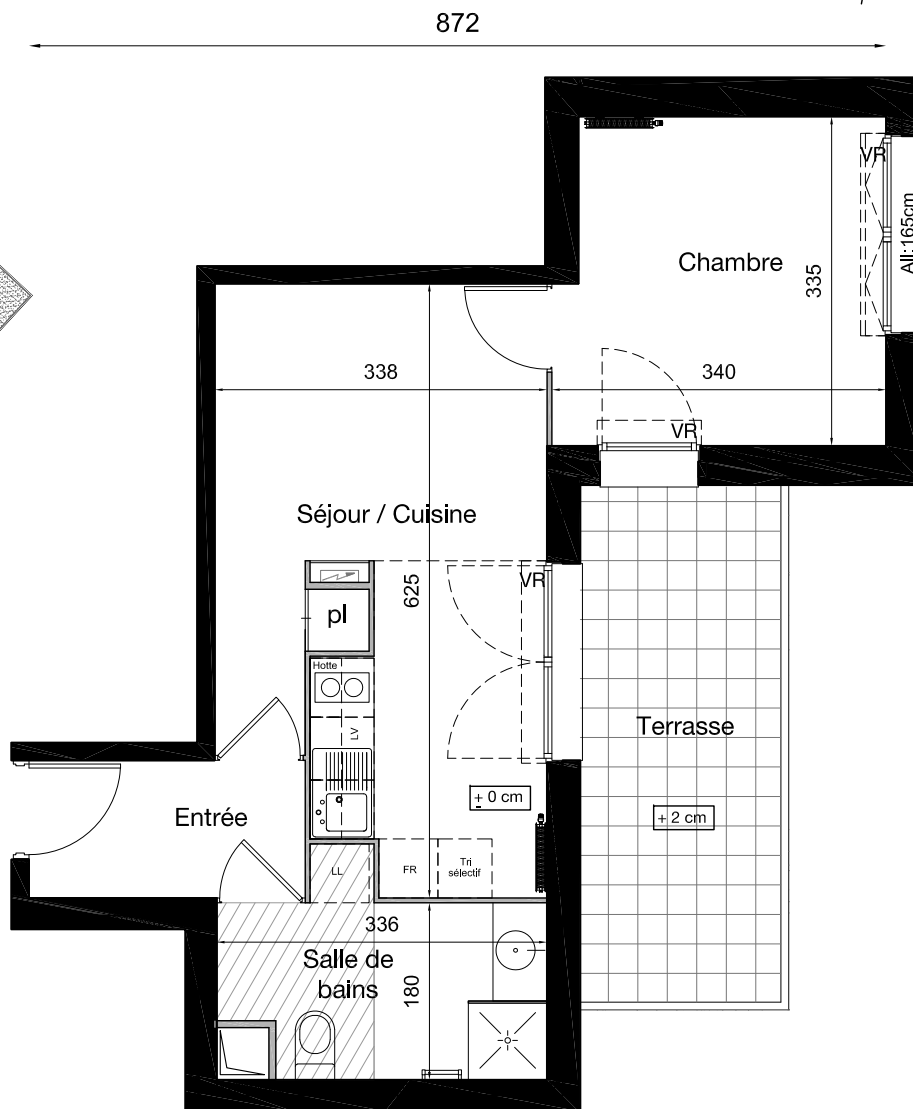 872
VR
All:165cm
Chambre
335
338
340
VR
Séjour / Cuisine
VR
625
pl
Hotte
LV
Terrasse
+ 0 cm
+ 2 cm
Entrée
LL
FR
Tri
sélectif
336
Salle de
bains
180